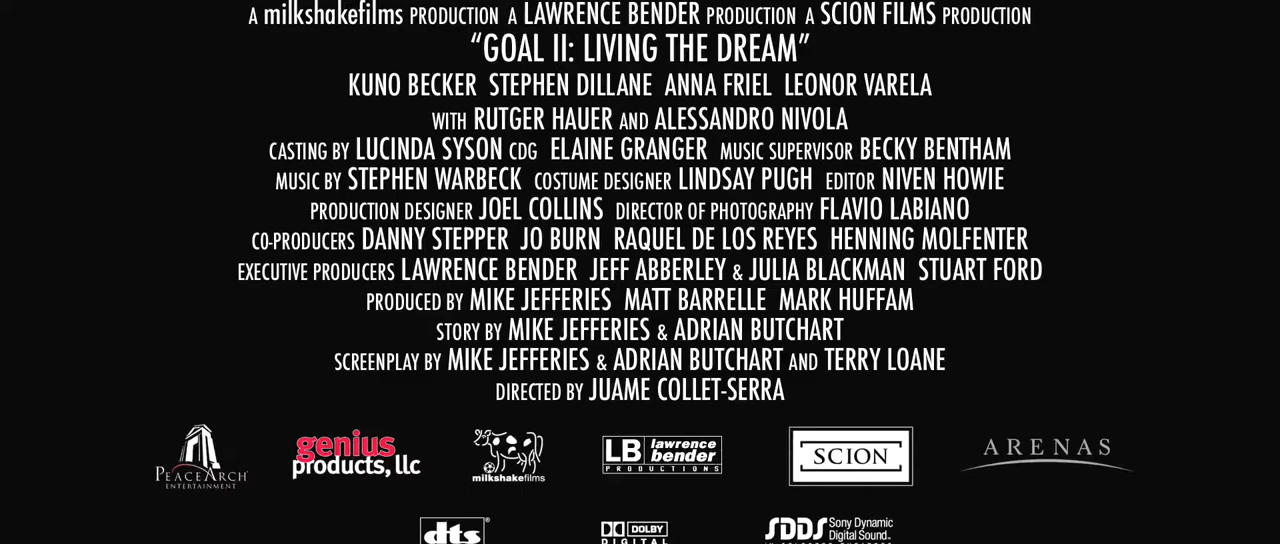 A milkshakefilms PRODUCTION A LAWRENCE BENDER PRODUCTION A SCION FILMS PRODUCTION
“GOAL II: LIVING THE DREAM”
KUNO BECKER STEPHEN DILLANE ANNA FRIEL LEONOR VARELA
WITH RUTGER HAUER AND ALESSANDRO NIVOLA
CASTING BY LUCINDA SYSON CDG ELAINE GRANGER MUSIC SUPERVISOR BECKY BENTHAM
MUSIC BY STEPHEN WARBECK COSTUME DESIGNER LINDSAY PUGH EDITOR NIVEN HOWIE
PRODUCTION DESIGNER JOEL COLLINS DIRECTOR OF PHOTOGRAPHY FLAVIO LABIANO
CO-PRODUCERS DANNY STEPPER JO BURN RAQUEL DE LOS REYES HENNING MOLFENTER
EXECUTIVE PRODUCERS LAWRENCE BENDER JEFF ABBERLEY & JULIA BLACKMAN STUART FORD
PRODUCED BY MIKE JEFFERIES MATT BARRELLE MARK HUFFAM
STORY BY MIKE JEFFERIES & ADRIAN BUTCHART
SCREENPLAY BY MIKE JEFFERIES & ADRIAN BUTCHART AND TERRY LOANE
DIRECTED BY JUAME COLLET-SERRA
PEACEARCH ENTERTAINMENT
genius products, llc
milkshakefilms
LB lawrence bender PRODUCTIONS
SCION
ARENAS
dts
DOLBY DIGITAL
SDDS Sony Dynamic Digital Sound